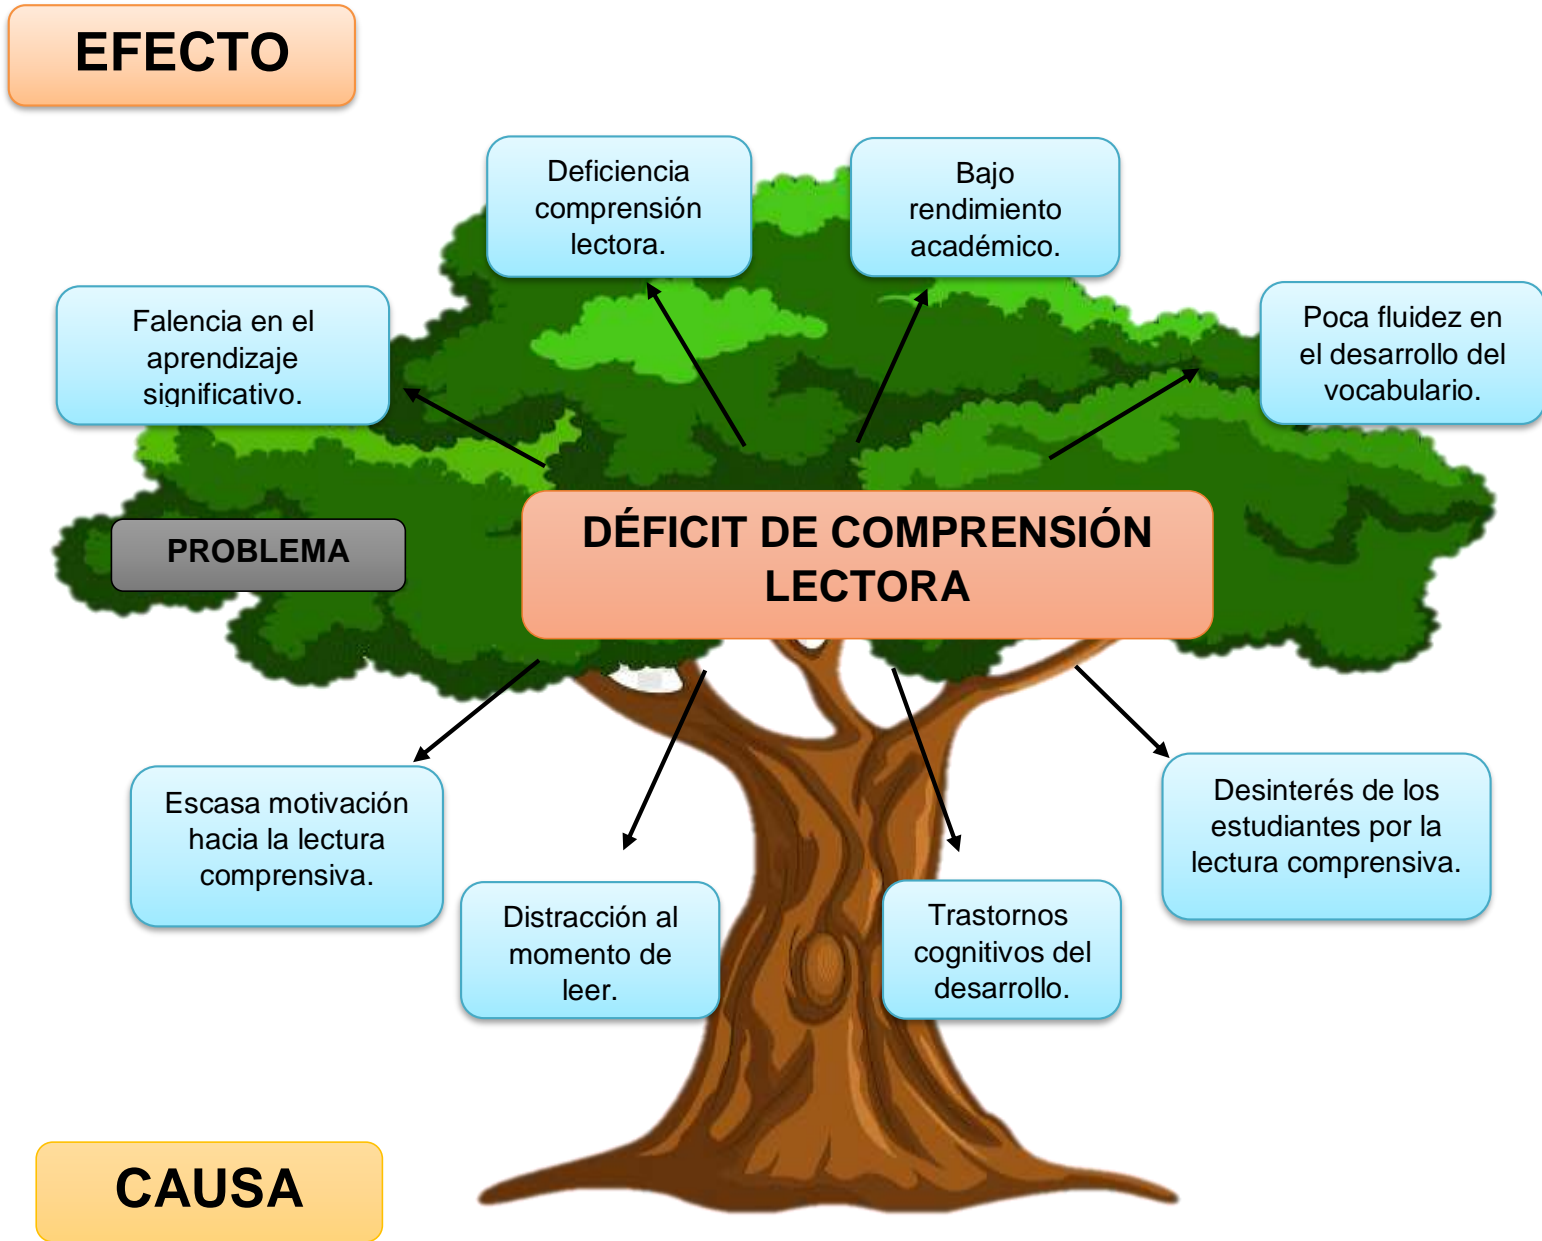 EFECTO
Deficiencia
comprensión
lectora.
Bajo
rendimiento
académico.
Falencia en el
aprendizaje
significativo.
Poca fluidez en
el desarrollo del
vocabulario.
PROBLEMA
DÉFICIT DE COMPRENSIÓN
LECTORA
Escasa motivación
hacia la lectura
comprensiva.
Distracción al
momento de
leer.
Trastornos
cognitivos del
desarrollo.
Desinterés de los
estudiantes por la
lectura comprensiva.
CAUSA